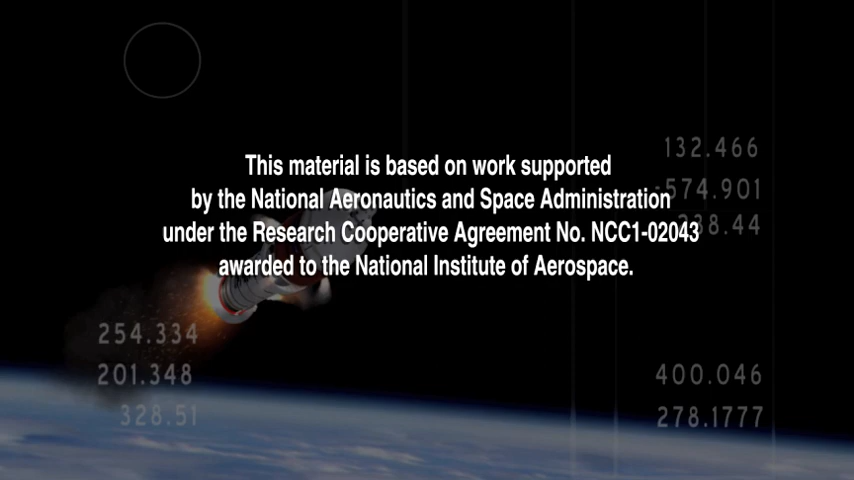 This material is based on work supported
by the National Aeronautics and Space Administration
under the Research Cooperative Agreement No. NCC1-02043
awarded to the National Institute of Aerospace.
132.466
574.901
38.44
254.334
201.348
328.51
400.046
278.1777